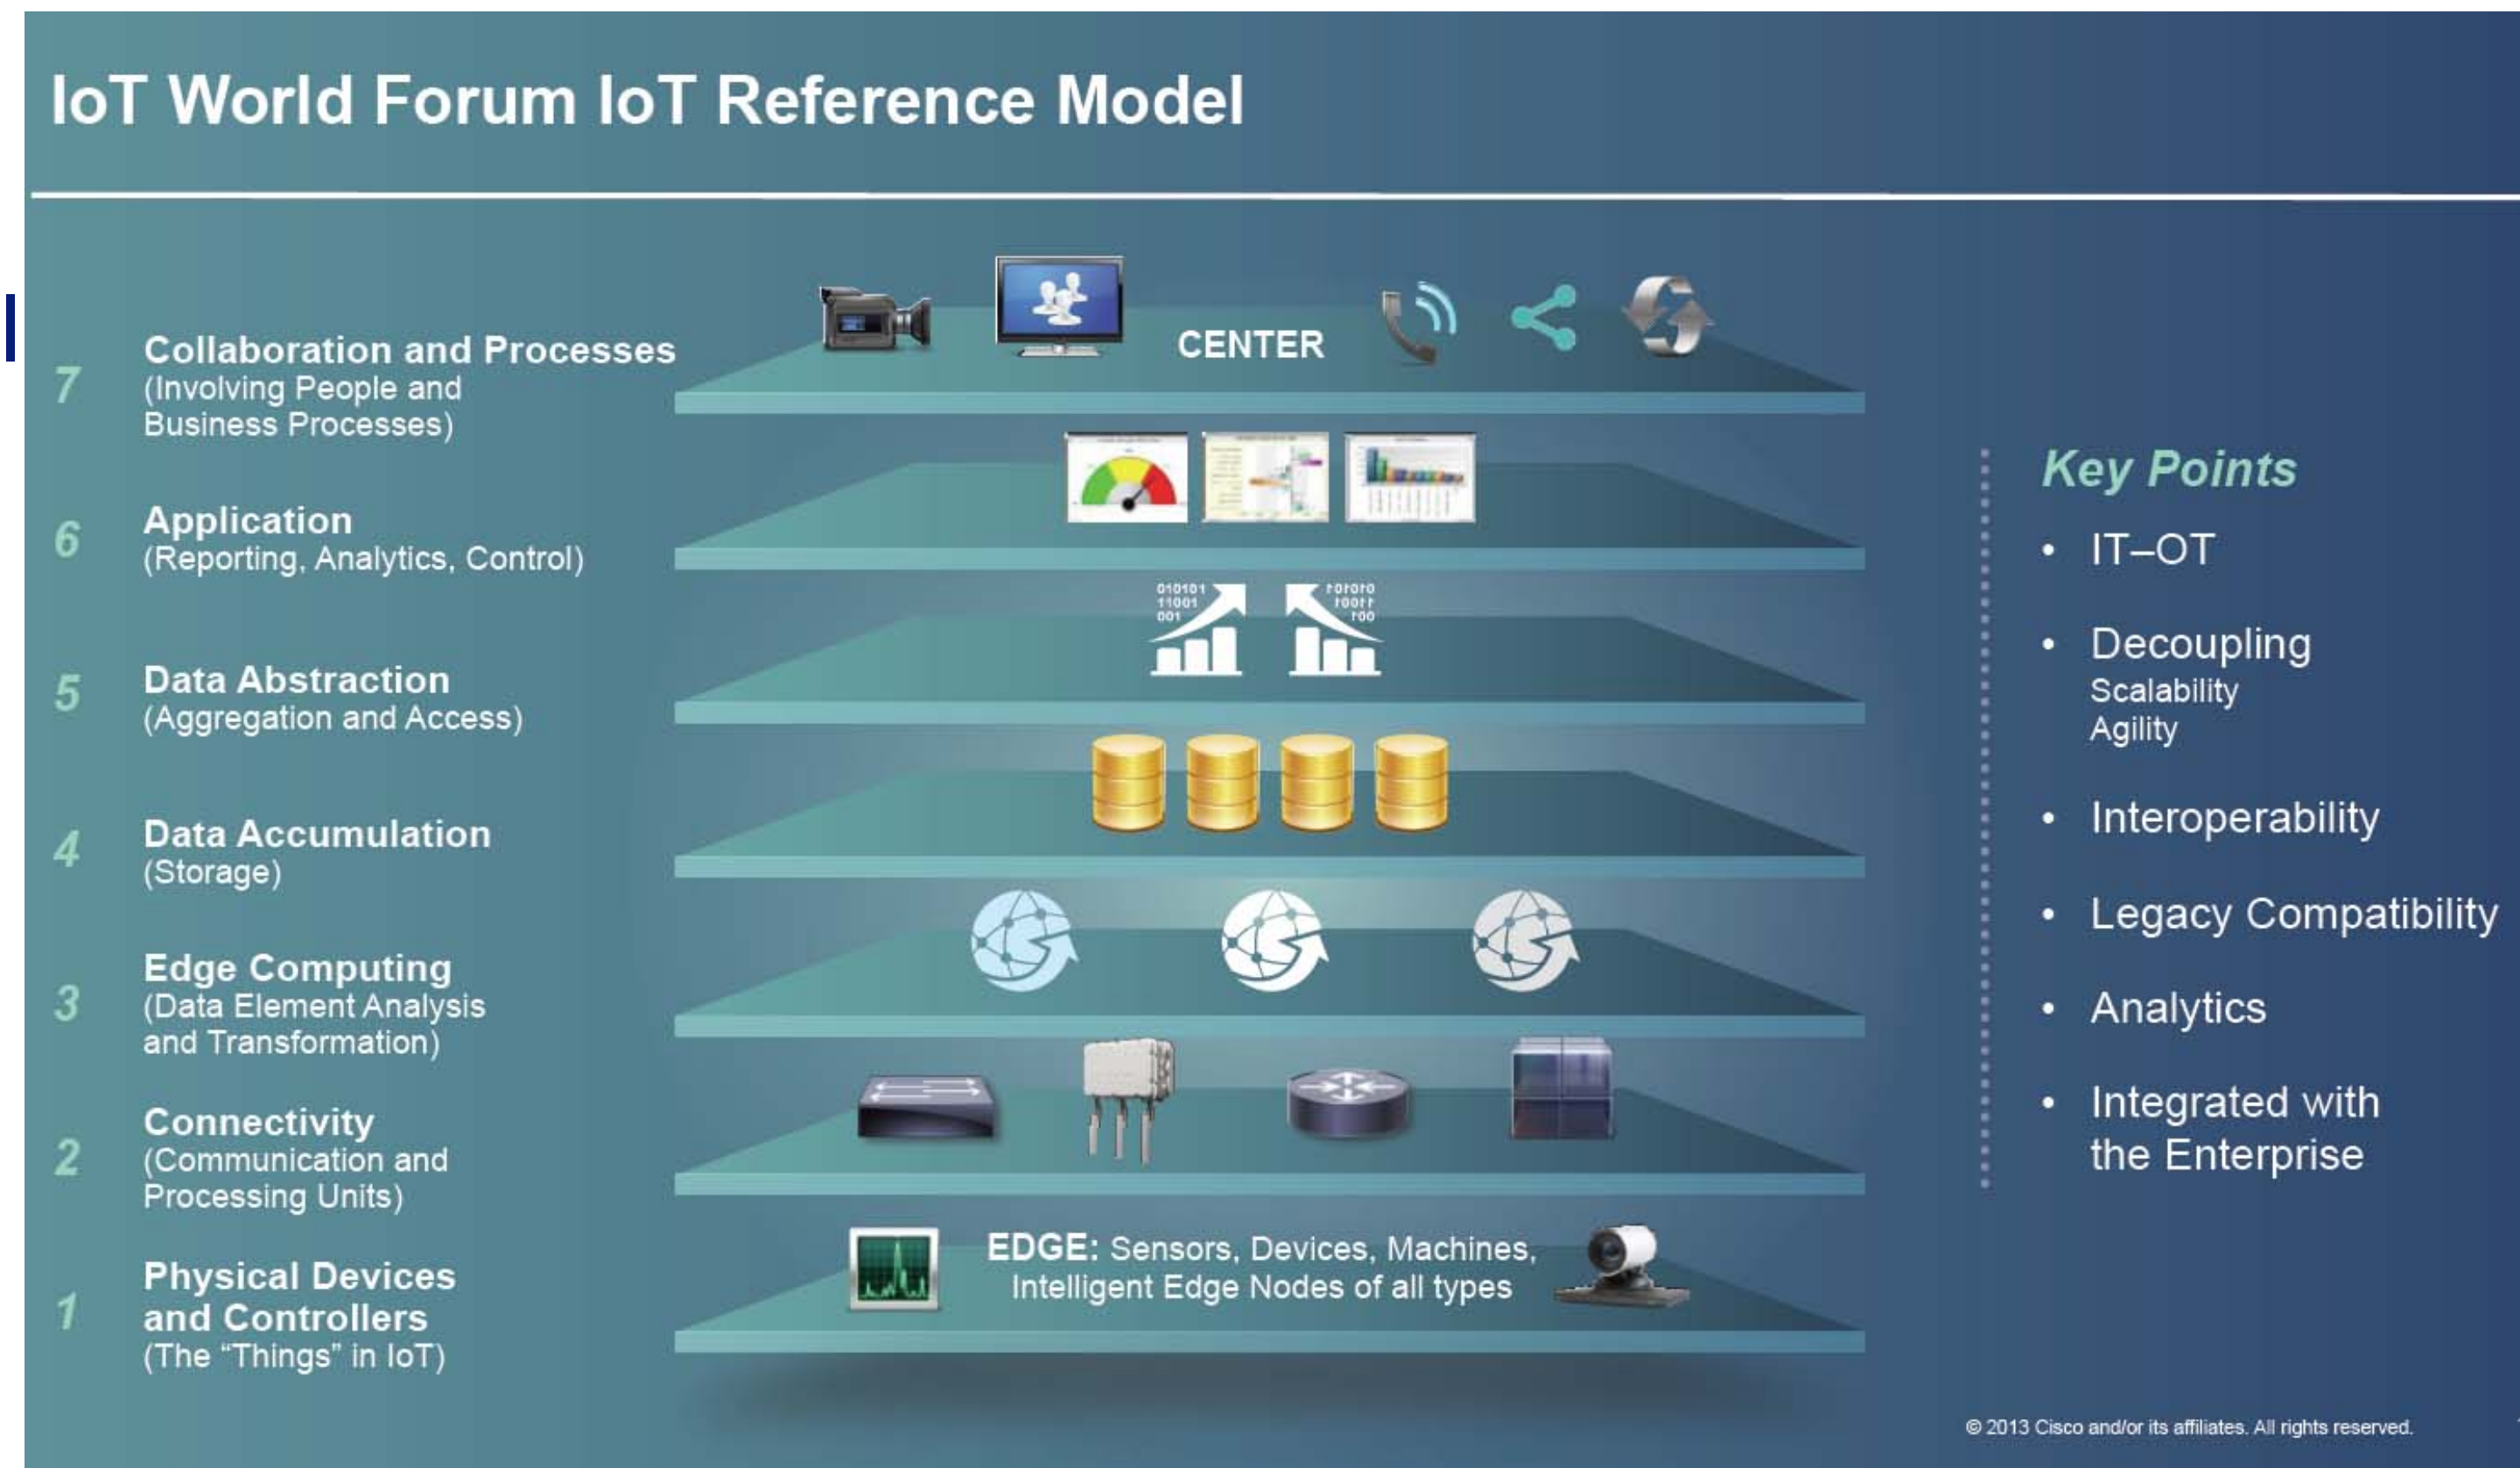 IoT World Forum IoT Reference Model
7
Collaboration and Processes
(Involving People and
Business Processes)
CENTER
6
Application
(Reporting, Analytics, Control)
5
Data Abstraction
(Aggregation and Access)
010101
11001
001
4
Data Accumulation
(Storage)
3
Edge Computing
(Data Element Analysis
and Transformation)
2
Connectivity
(Communication and
Processing Units)
1
Physical Devices
and Controllers
(The “Things” in IoT)
EDGE: Sensors, Devices, Machines,
Intelligent Edge Nodes of all types
Key Points
• IT–OT
• Decoupling
Scalability
Agility
• Interoperability
• Legacy Compatibility
• Analytics
• Integrated with
the Enterprise
© 2013 Cisco and/or its affiliates. All rights reserved.